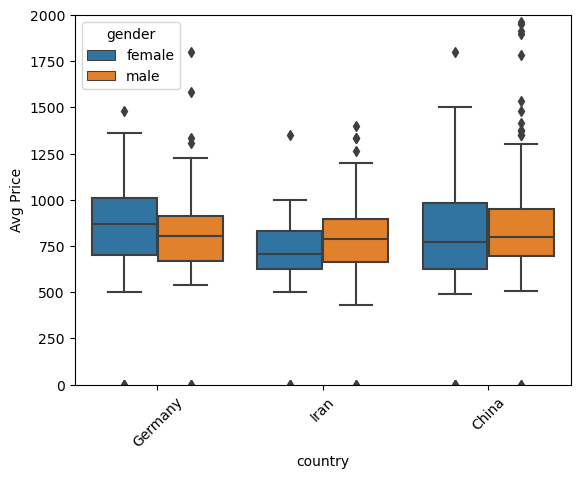 gender
female
male
2000
1750
1500
1250
1000
750
500
250
0
Avg Price
Germany
Iran
China
country